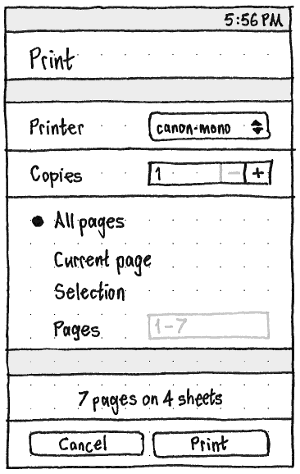 5:56 PM
Print
Printer canon-mono
Copies 1 − +
All pages
Current page
Selection
Pages 1-7
7 pages on 4 sheets
Cancel Print